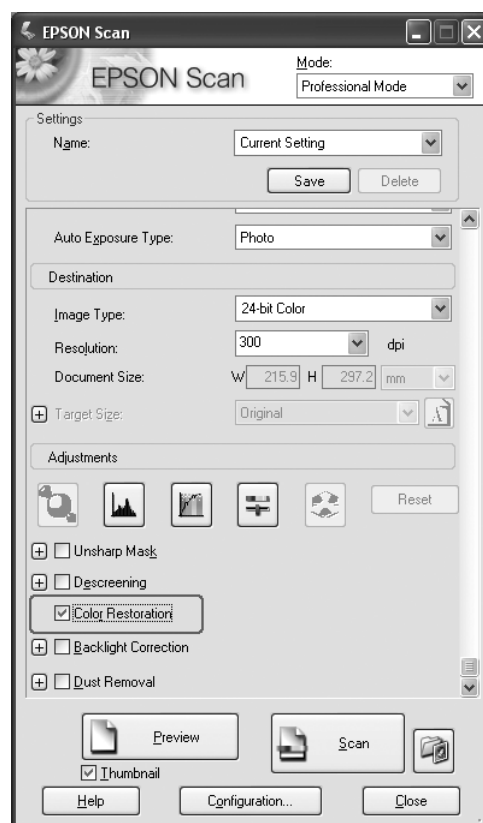 EPSON Scan
EPSON Scan
Mode:
Professional Mode
Settings
Name:
Current Setting
Save
Delete
Auto Exposure Type:
Photo
Destination
Image Type:
24-bit Color
Resolution:
300
dpi
Document Size:
W 215.9 H 297.2 mm
Target Size:
Original
A
Adjustments
Reset
Unsharp Mask
Descreening
Color Restoration
Backlight Correction
Dust Removal
Preview
Scan
Thumbnail
Help
Configuration...
Close